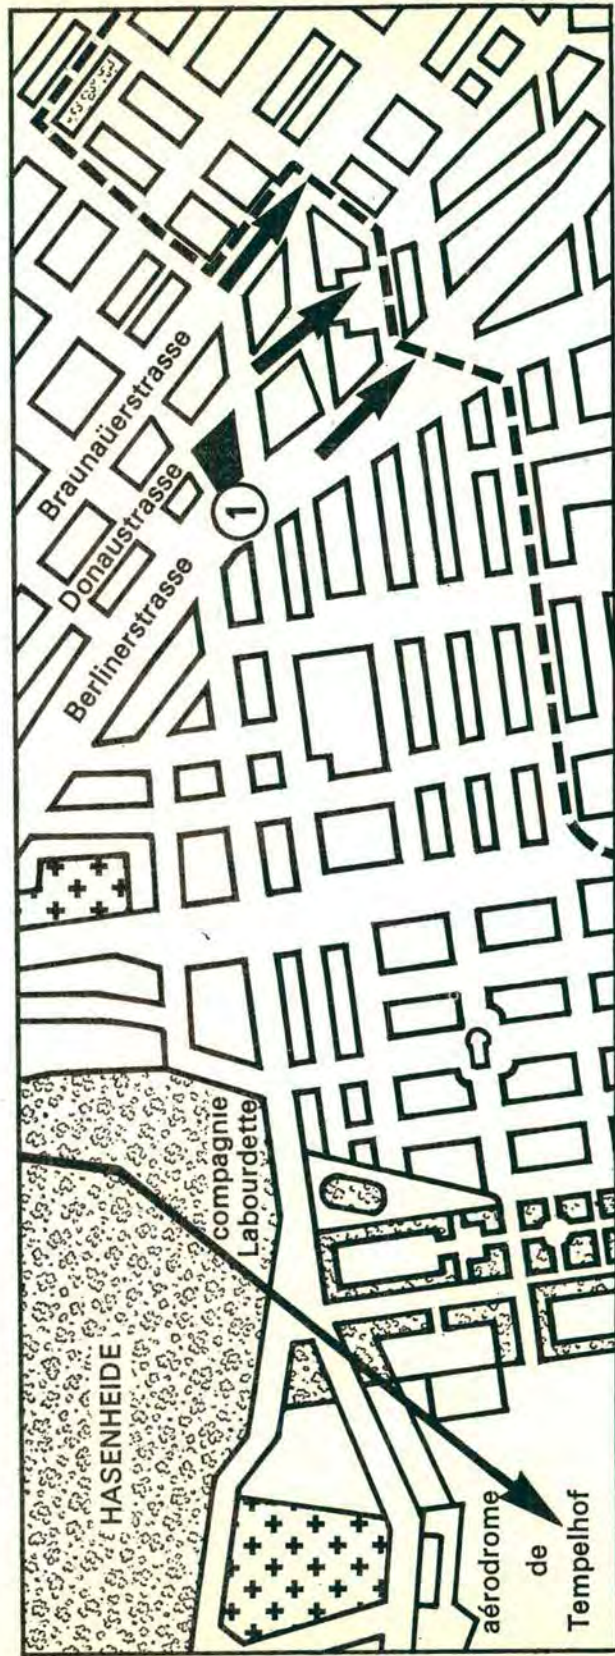 Braunaüerstrasse
Donaustrasse
Berlinerstrasse
1
compagnie
Labourdette
HASENHEIDE
aérodrome
de
Tempelhof